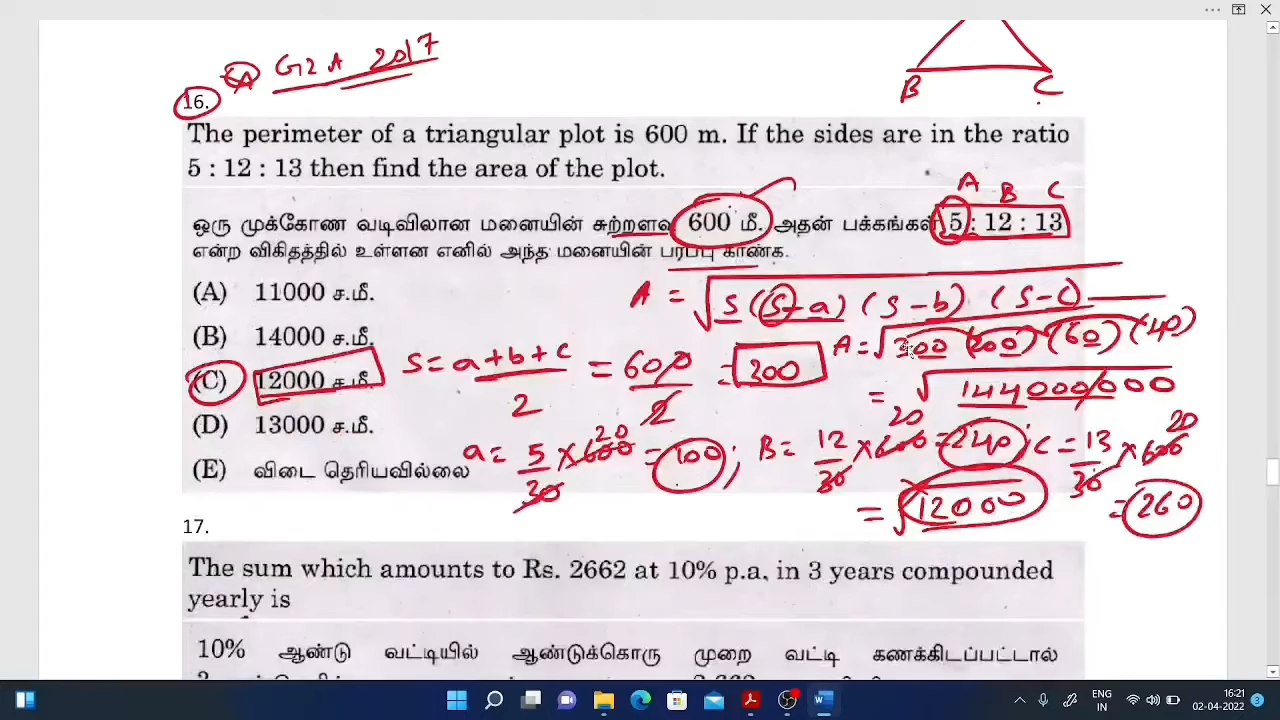 G2A 2017
16.
The perimeter of a triangular plot is 600 m. If the sides are in the ratio
5 : 12 : 13 then find the area of the plot.
ஒரு முக்கோண வடிவிலான மனையின் சுற்றளவு 600 மீ. அதன் பக்கங்கள் 5 : 12 : 13
என்ற விகிதத்தில் உள்ளன எனில் அந்த மனையின் பரப்பு காண்க.
A B C
B C
(A) 11000 ச.மீ.
(B) 14000 ச.மீ.
(C) 12000 ச.மீ.
(D) 13000 ச.மீ.
(E) விடை தெரியவில்லை
A = √s(s-a)(s-b)(s-c)
A = √300 (200) (60) (40)
S = a+b+c / 2 = 600 / 2 = 300
= √144000000
a = 5/30 × 600 20 = 100 ; B = 12/30 × 600 20 = 240 ; C = 13/30 × 600 20
= √12000 = 260
17.
The sum which amounts to Rs. 2662 at 10% p.a. in 3 years compounded
yearly is
10% ஆண்டு வட்டியில் ஆண்டுக்கொரு முறை வட்டி கணக்கிடப்பட்டால்
ENG
IN
16:21
02-04-2022
3